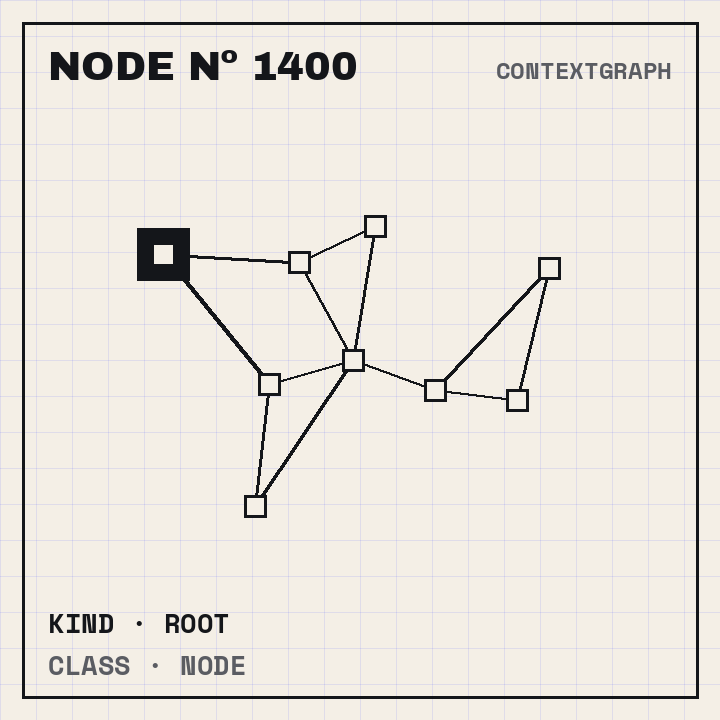 NODE Nº 1400
CONTEXTGRAPH
KIND · ROOT
CLASS · NODE